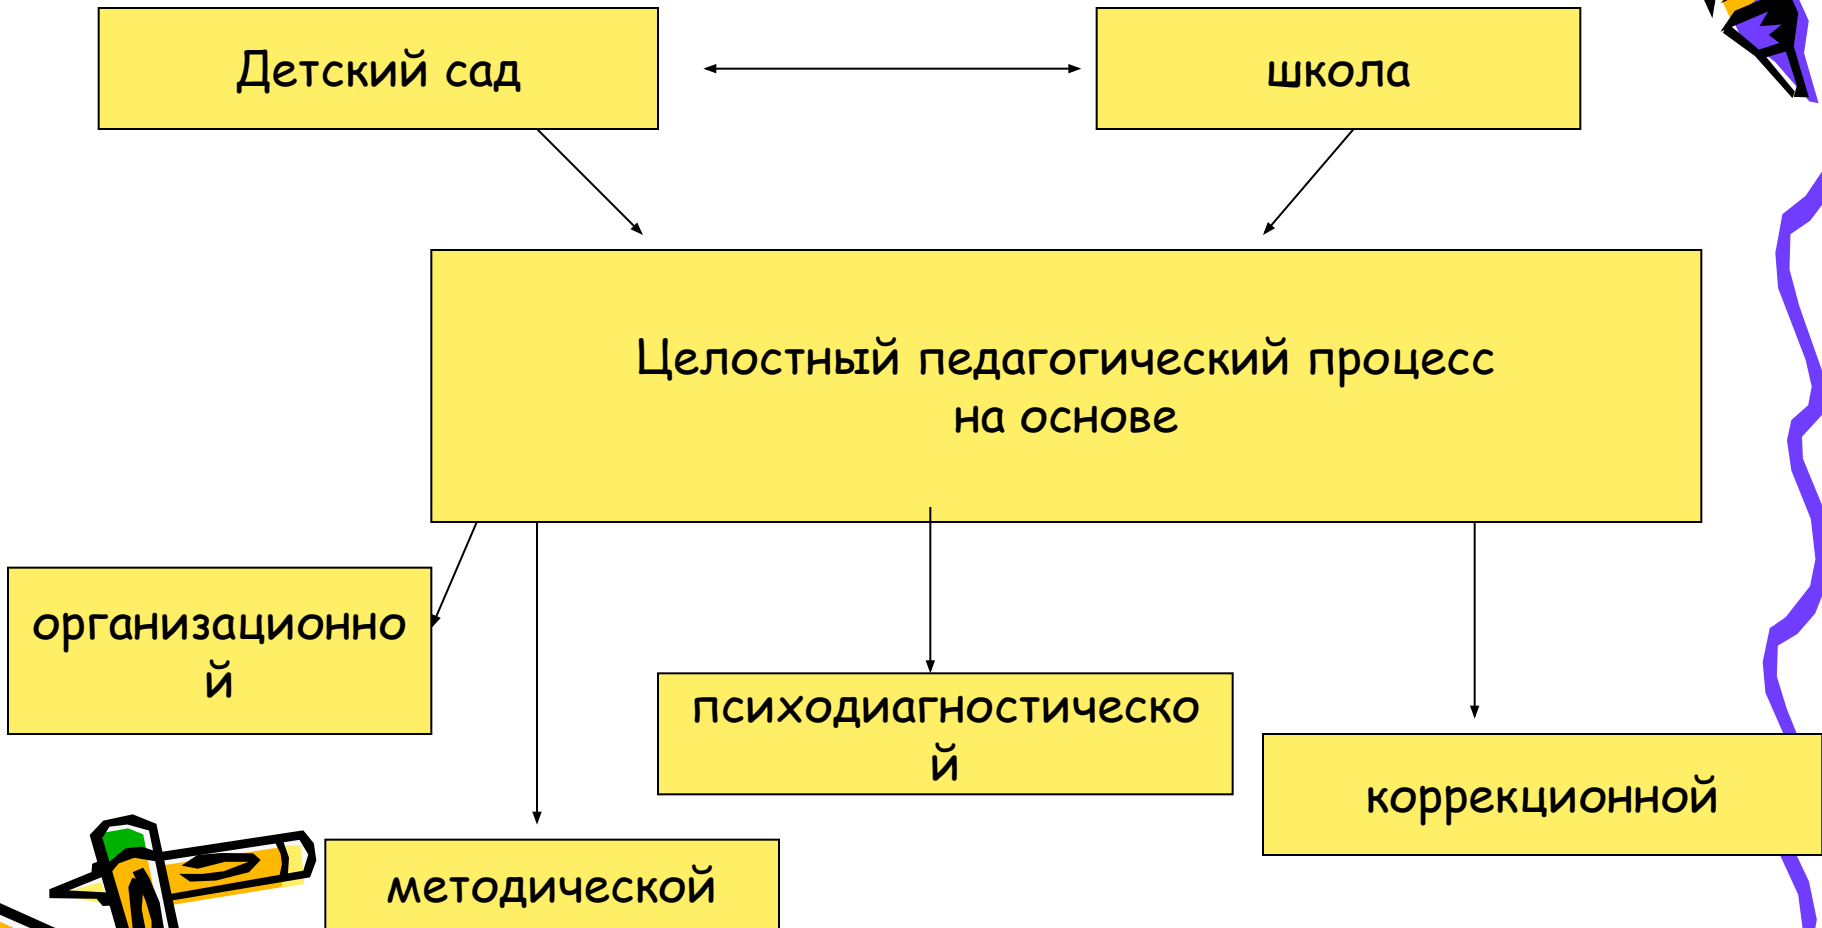 Детский сад
школа
Целостный педагогический процесс
на основе
организационно
й
психодиагностическо
й
коррекционной
методической